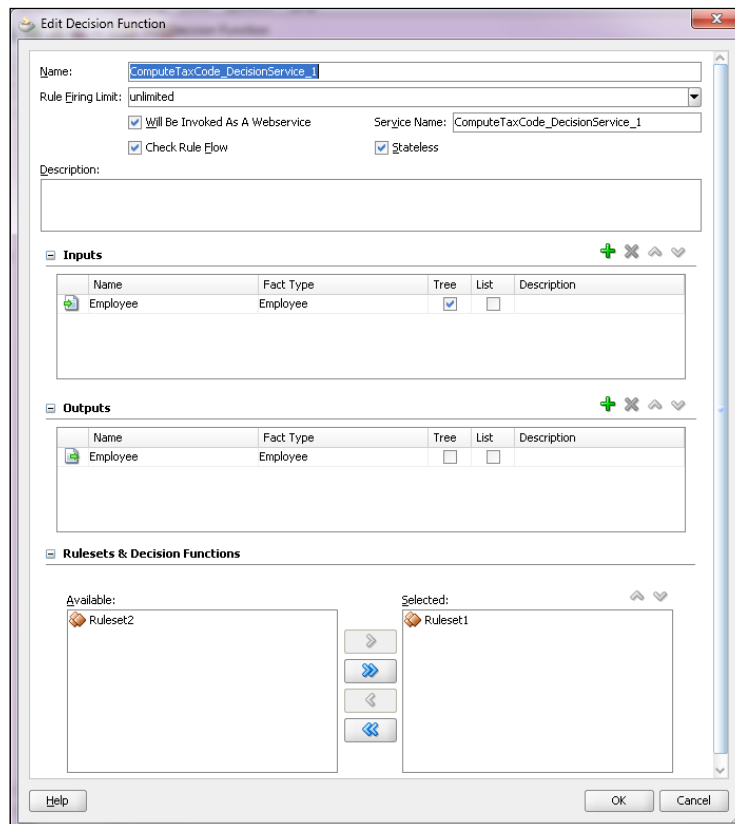 Edit Decision Function
Name: ComputeTaxCode_DecisionService_1
Rule Firing Limit: unlimited
Will Be Invoked As A Webservice Service Name: ComputeTaxCode_DecisionService_1
Check Rule Flow Stateless
Description:
Inputs
Name Fact Type Tree List Description
Employee Employee
Outputs
Name Fact Type Tree List Description
Employee Employee
Rulesets & Decision Functions
Available: Selected:
Ruleset2 Ruleset1
Help OK Cancel